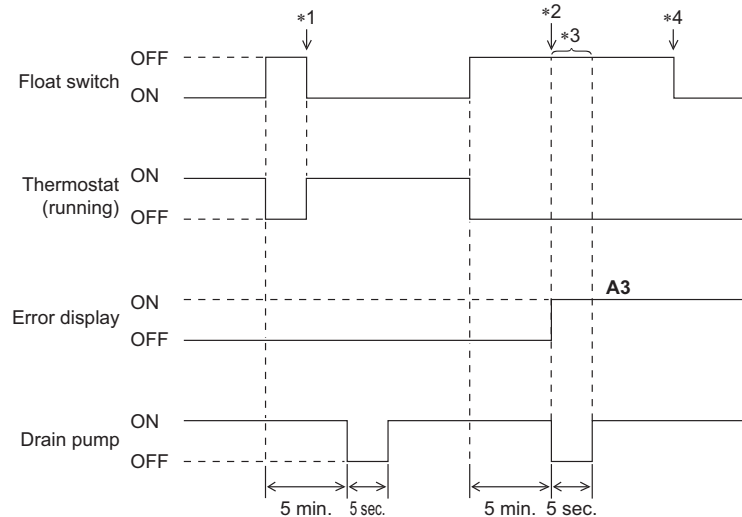 *1
*2
*3
*4
OFF
Float switch
ON
ON
Thermostat
(running)
OFF
ON
A3
Error display
OFF
ON
Drain pump
OFF
5 min.
5 sec.
5 min.
5 sec.